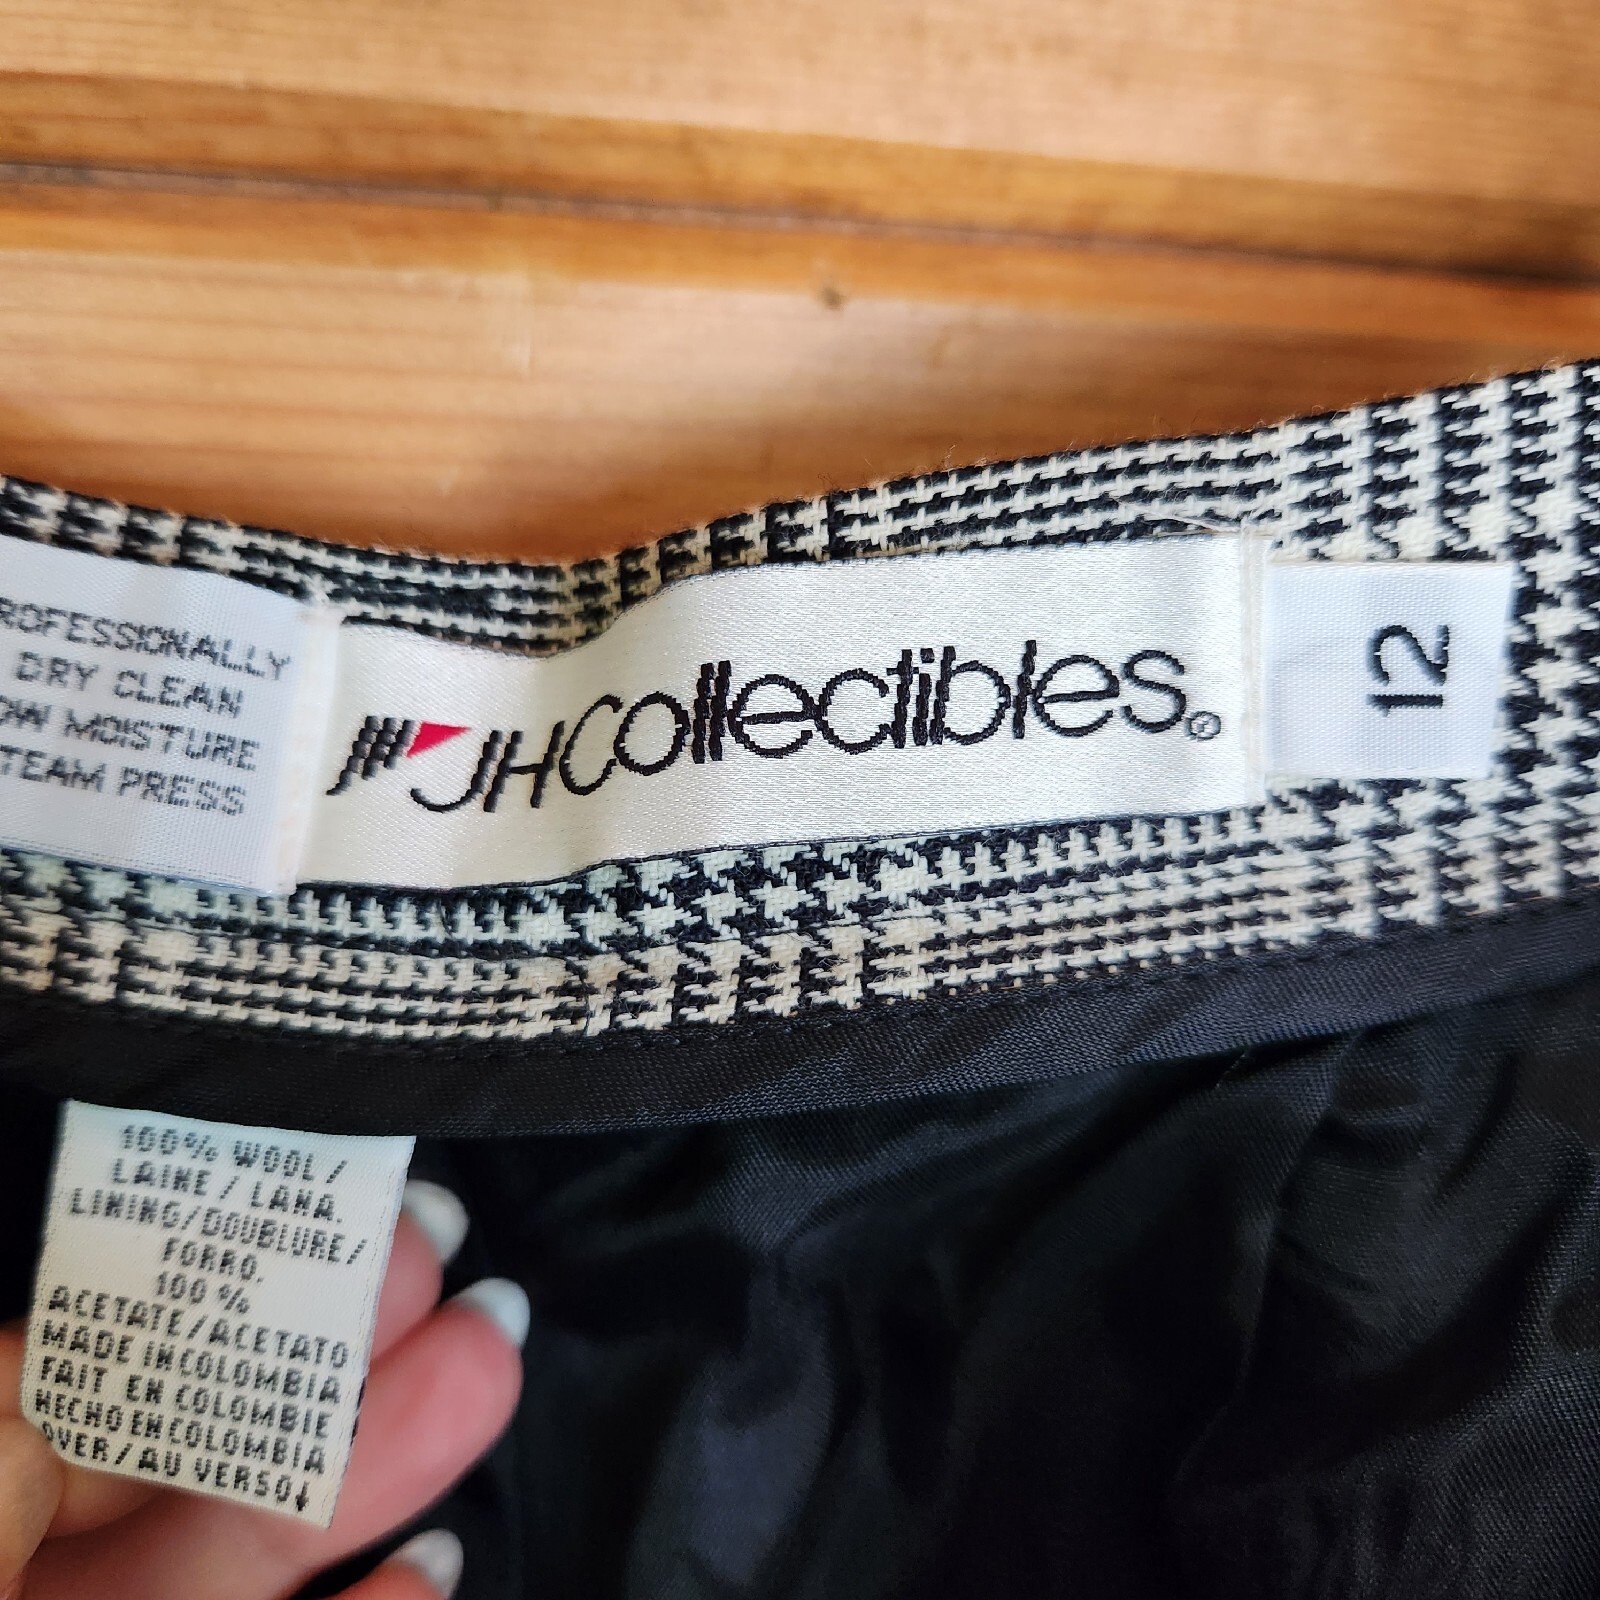 PROFESSIONALLY
DRY CLEAN
LOW MOISTURE
STEAM PRESS
JHCollectibles®
12
100% WOOL/
LAINE/LANA.
LINING/DOUBLURE/
FORRO.
100%
ACETATE/ACETATO
MADE IN COLOMBIA
FAIT EN COLOMBIE
HECHO EN COLOMBIA
OVER/AU VERSO↓